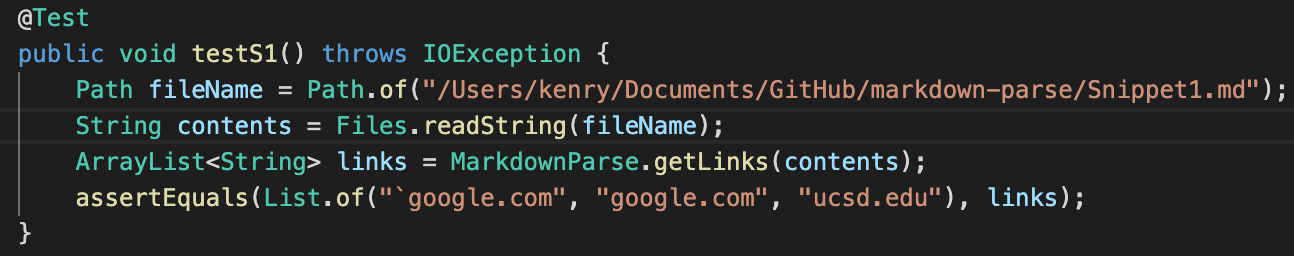 @Test
public void testS1() throws IOException {
Path fileName = Path.of("/Users/kenry/Documents/GitHub/markdown-parse/Snippet1.md");
String contents = Files.readString(fileName);
ArrayList<String> links = MarkdownParse.getLinks(contents);
assertEquals(List.of("`google.com", "google.com", "ucsd.edu"), links);
}